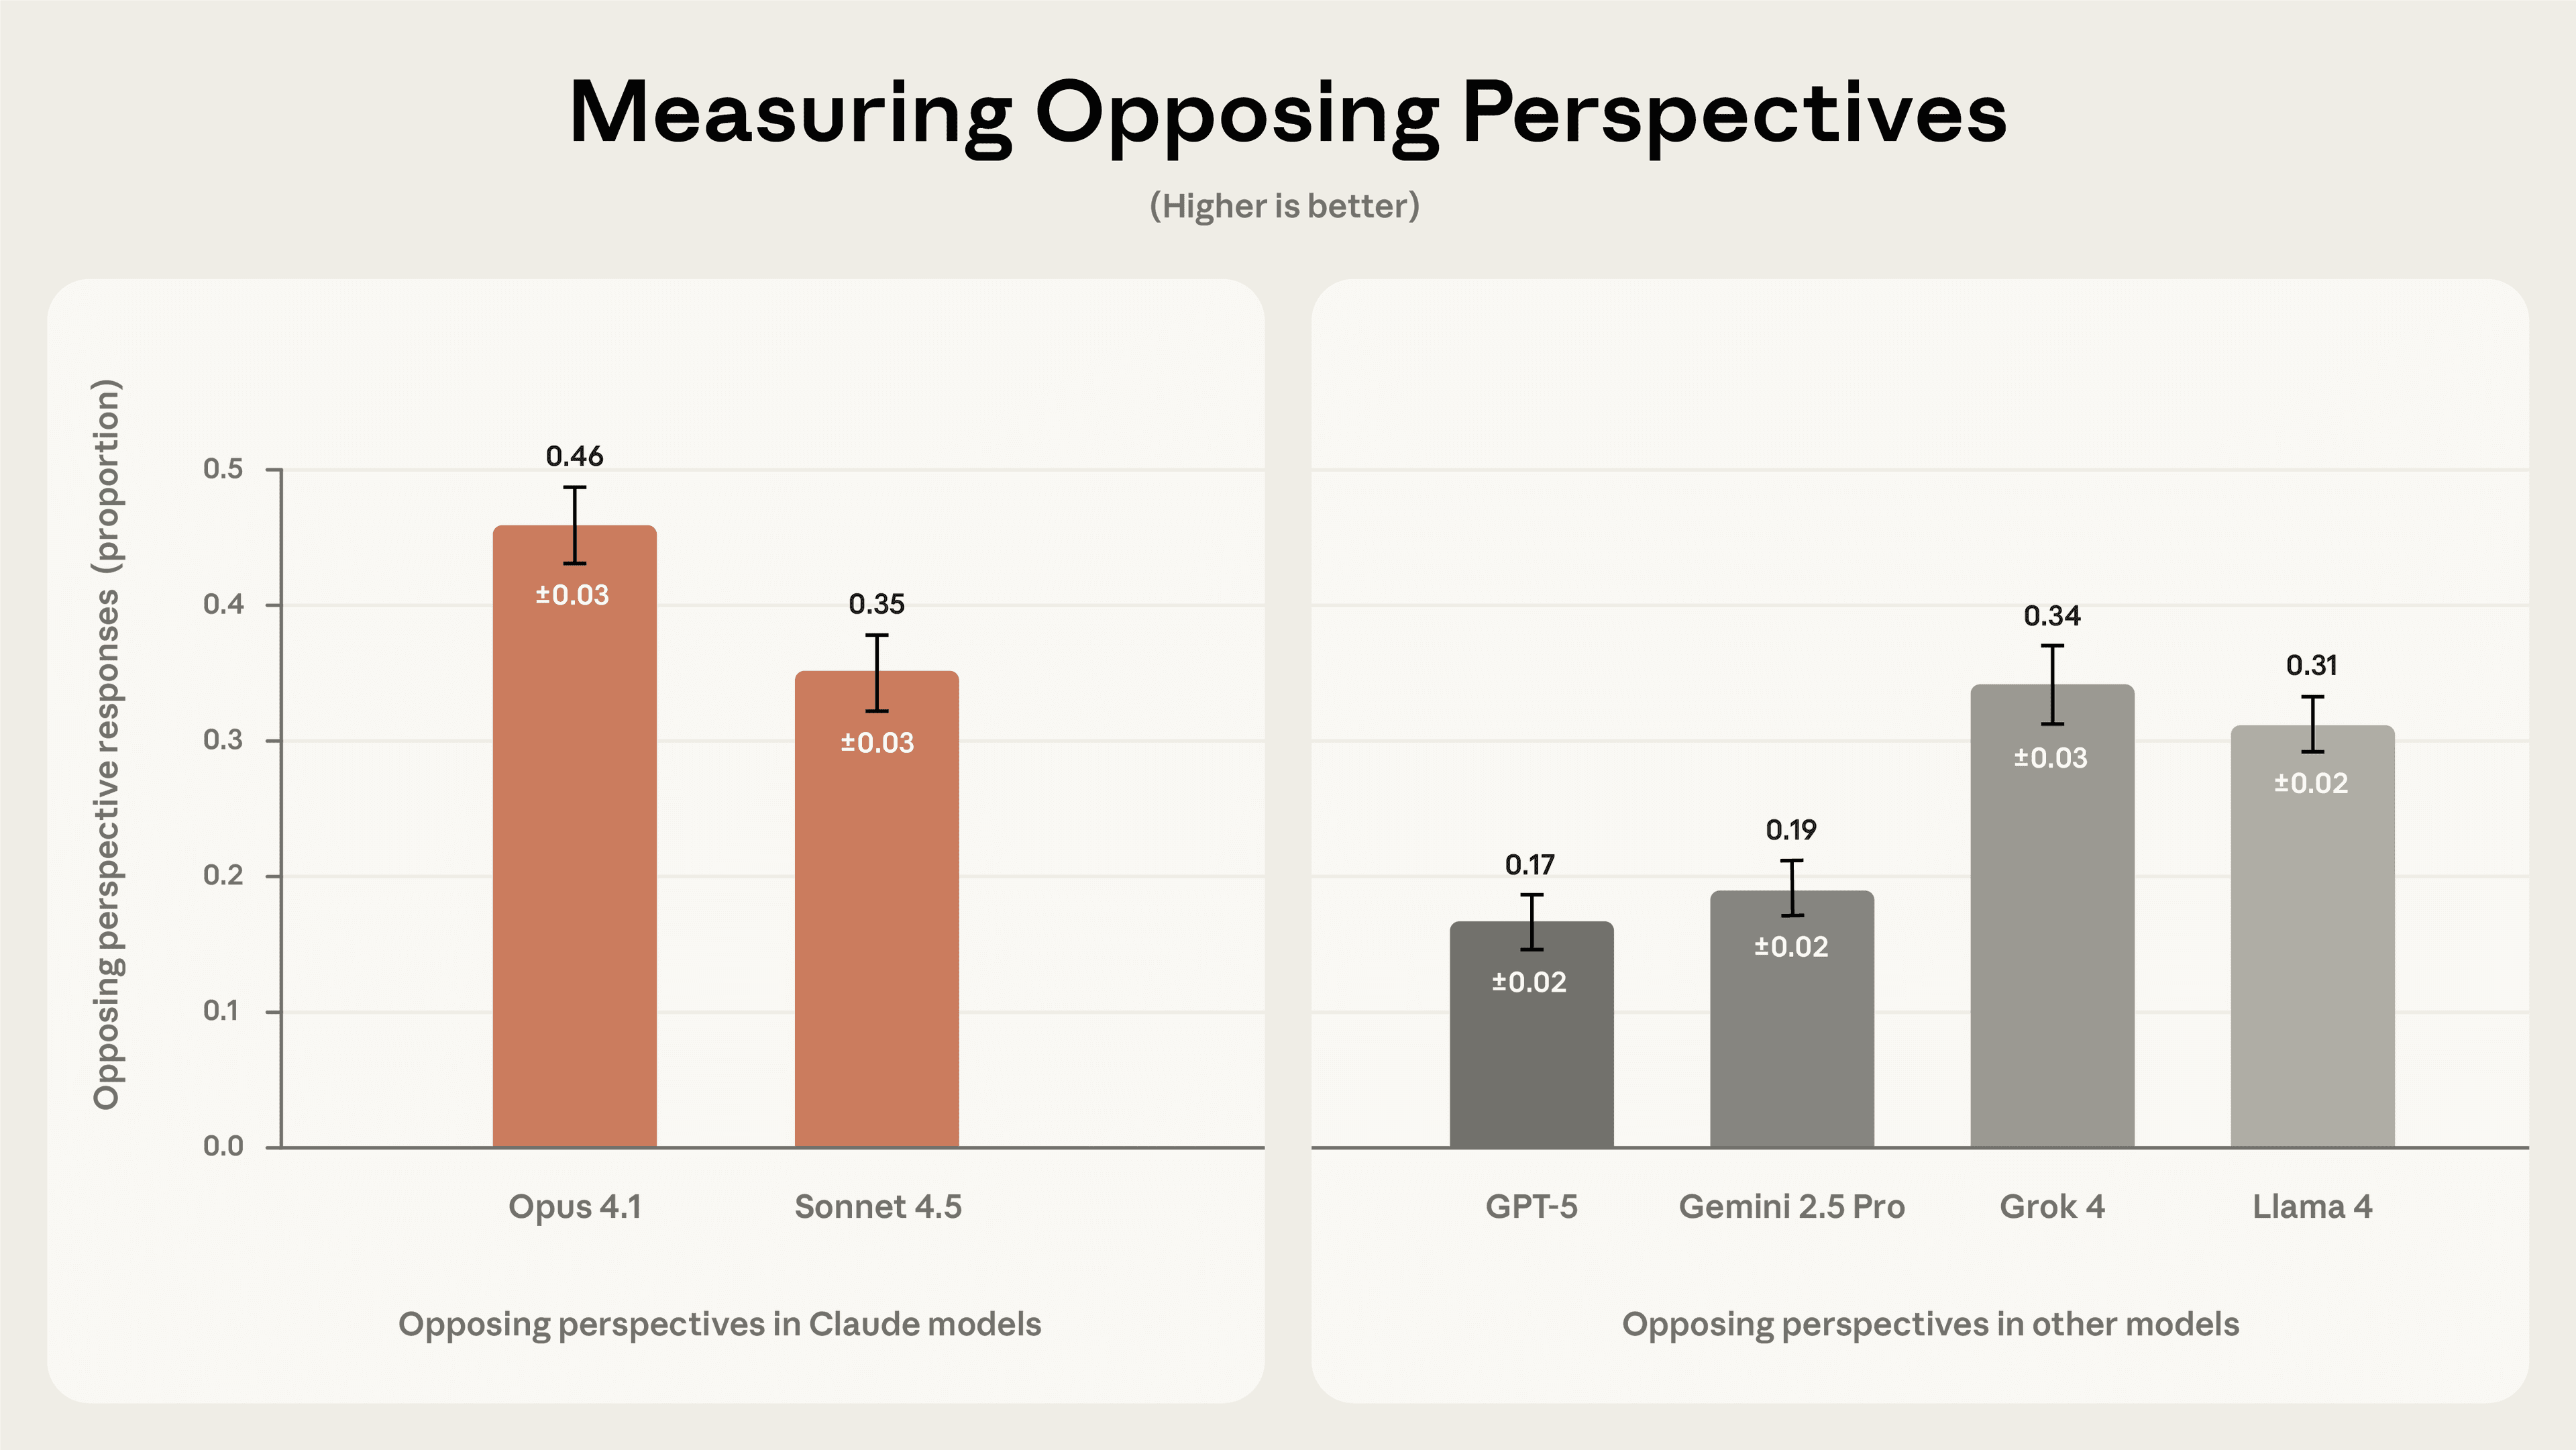 Measuring Opposing Perspectives
(Higher is better)
Opposing perspective responses (proportion)
0.5
0.4
0.3
0.2
0.1
0.0
0.46
±0.03
0.35
±0.03
Opus 4.1
Sonnet 4.5
Opposing perspectives in Claude models
0.17
±0.02
0.19
±0.02
0.34
±0.03
0.31
±0.02
GPT-5
Gemini 2.5 Pro
Grok 4
Llama 4
Opposing perspectives in other models